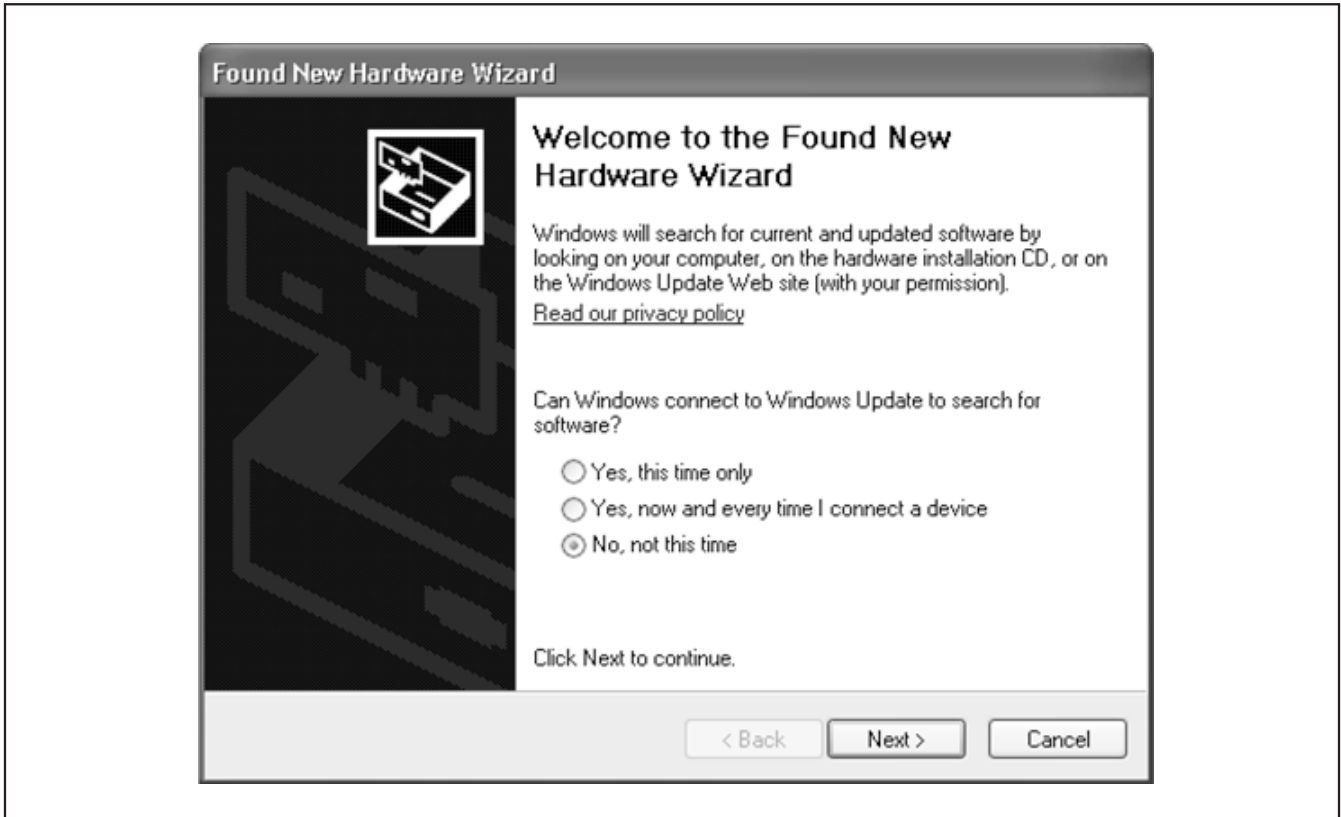 Found New Hardware Wizard
Welcome to the Found New
Hardware Wizard
Windows will search for current and updated software by
looking on your computer, on the hardware installation CD, or on
the Windows Update Web site (with your permission).
Read our privacy policy
Can Windows connect to Windows Update to search for
software?
Yes, this time only
Yes, now and every time I connect a device
No, not this time
Click Next to continue.
< Back
Next >
Cancel